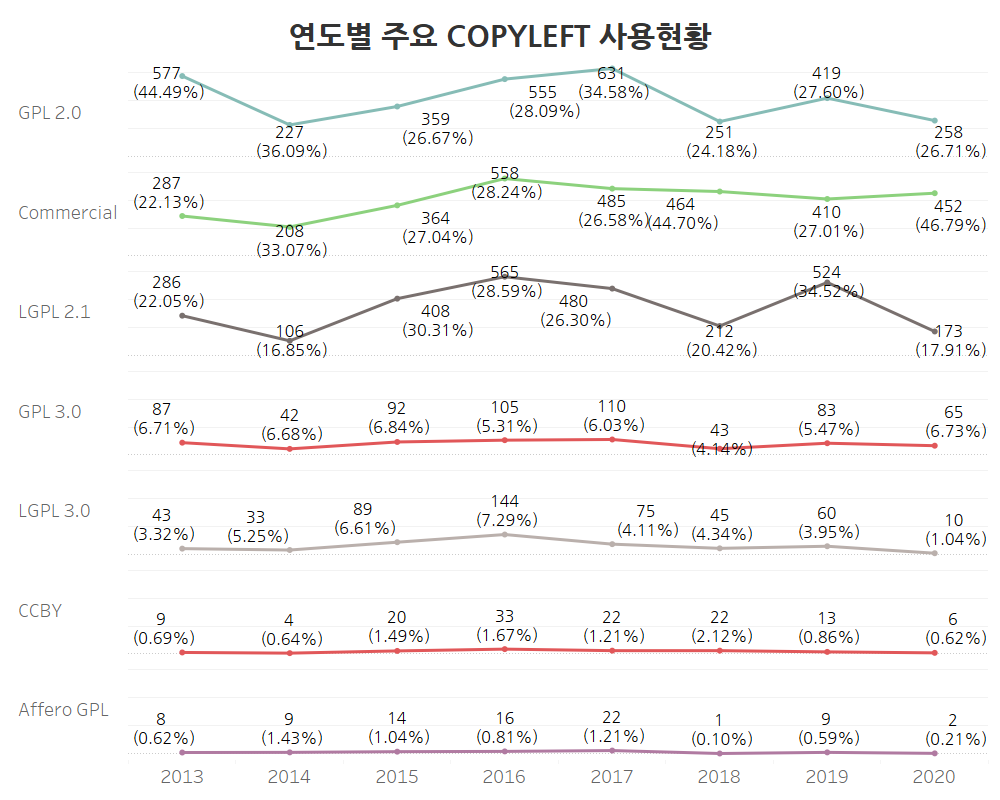 연도별 주요 COPYLEFT 사용현황
GPL 2.0
577 227 359 555 631 251 419 258
(44.49%) (36.09%) (26.67%) (28.09%) (34.58%) (24.18%) (27.60%) (26.71%)
Commercial
287 208 364 558 485 464 410 452
(22.13%) (33.07%) (27.04%) (28.24%) (26.58%) (44.70%) (27.01%) (46.79%)
LGPL 2.1
286 106 408 565 480 212 524 173
(22.05%) (16.85%) (30.31%) (28.59%) (26.30%) (20.42%) (34.52%) (17.91%)
GPL 3.0
87 42 92 105 110 43 83 65
(6.71%) (6.68%) (6.84%) (5.31%) (6.03%) (4.14%) (5.47%) (6.73%)
LGPL 3.0
43 33 89 144 75 45 60 10
(3.32%) (5.25%) (6.61%) (7.29%) (4.11%) (4.34%) (3.95%) (1.04%)
CCBY
9 4 20 33 22 22 13 6
(0.69%) (0.64%) (1.49%) (1.67%) (1.21%) (2.12%) (0.86%) (0.62%)
Affero GPL
8 9 14 16 22 1 9 2
(0.62%) (1.43%) (1.04%) (0.81%) (1.21%) (0.10%) (0.59%) (0.21%)
2013 2014 2015 2016 2017 2018 2019 2020